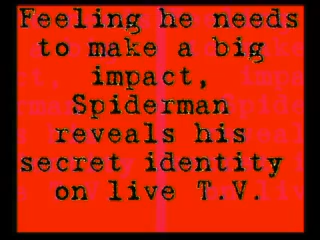 Feeling he needs
to make a big
impact,
Spiderman
reveals his
secret identity
on live T.V.